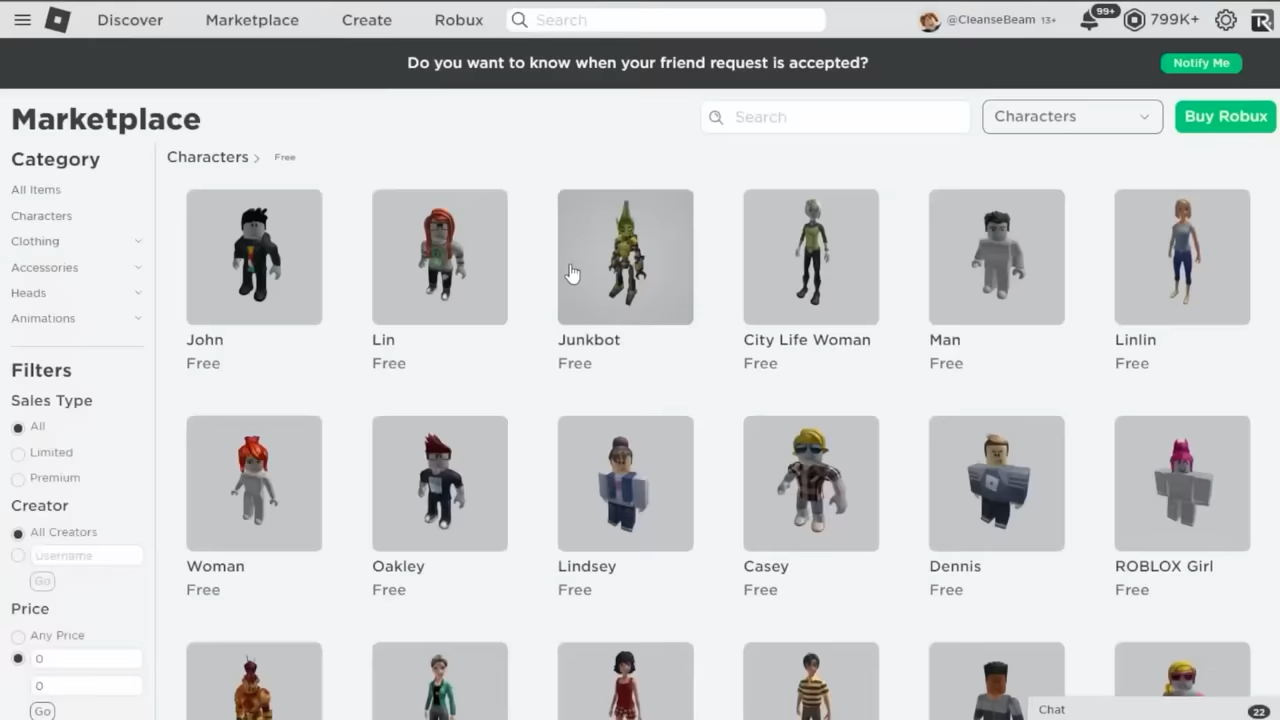 Discover Marketplace Create Robux Search @CleanseBeam 13+ 99+ 799K+
Do you want to know when your friend request is accepted? Notify Me
Marketplace Search Characters Buy Robux
Category
All Items
Characters
Clothing
Accessories
Heads
Animations
Filters
Sales Type
All
Limited
Premium
Creator
All Creators
Username
Go
Price
Any Price
0
0
Go
Characters > Free
John Lin Junkbot City Life Woman Man Linlin
Free Free Free Free Free Free
Woman Oakley Lindsey Casey Dennis ROBLOX Girl
Free Free Free Free Free Free
Chat 22